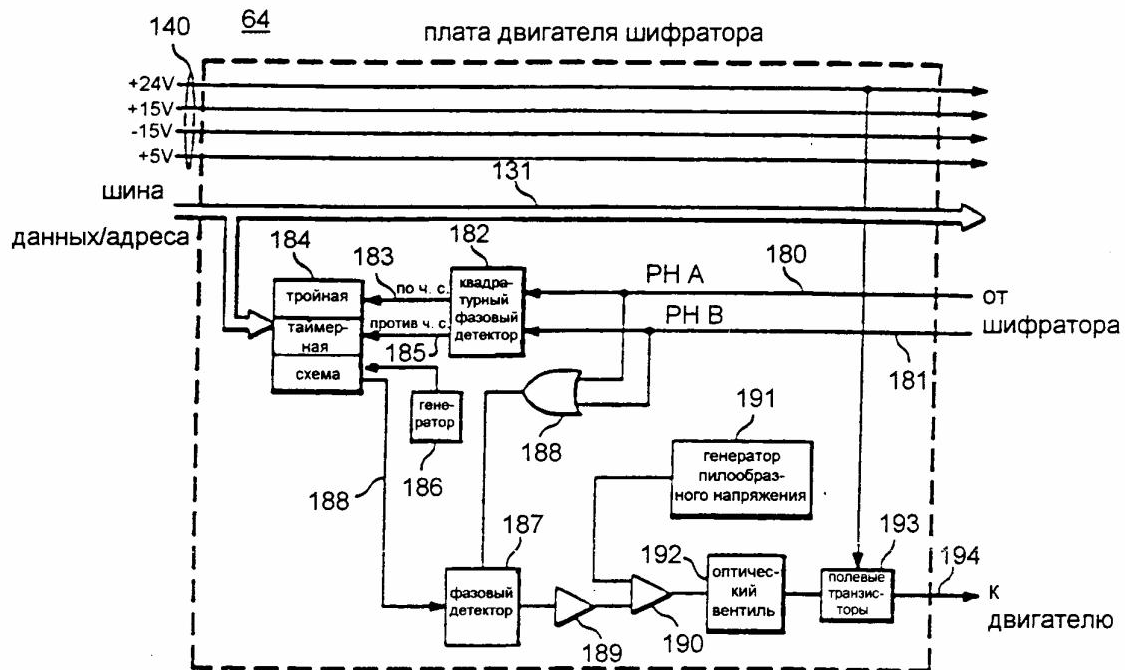 64
плата двигателя шифратора
140
+24V
+15V
-15V
+5V
шина
данных/адреса
131
184
183
182
180
тройная
таймер-
ная
схема
по ч. с.
против ч. с.
185
квадра-
турный
фазовый
детектор
PH A
PH B
от
шифратора
181
гене-
ратор
186
188
188
191
генератор
пилообраз-
ного напряжения
187
фазовый
детектор
189
190
192
оптичес-
кий
вентиль
193
полевые
транзис-
торы
194
к
двигателю